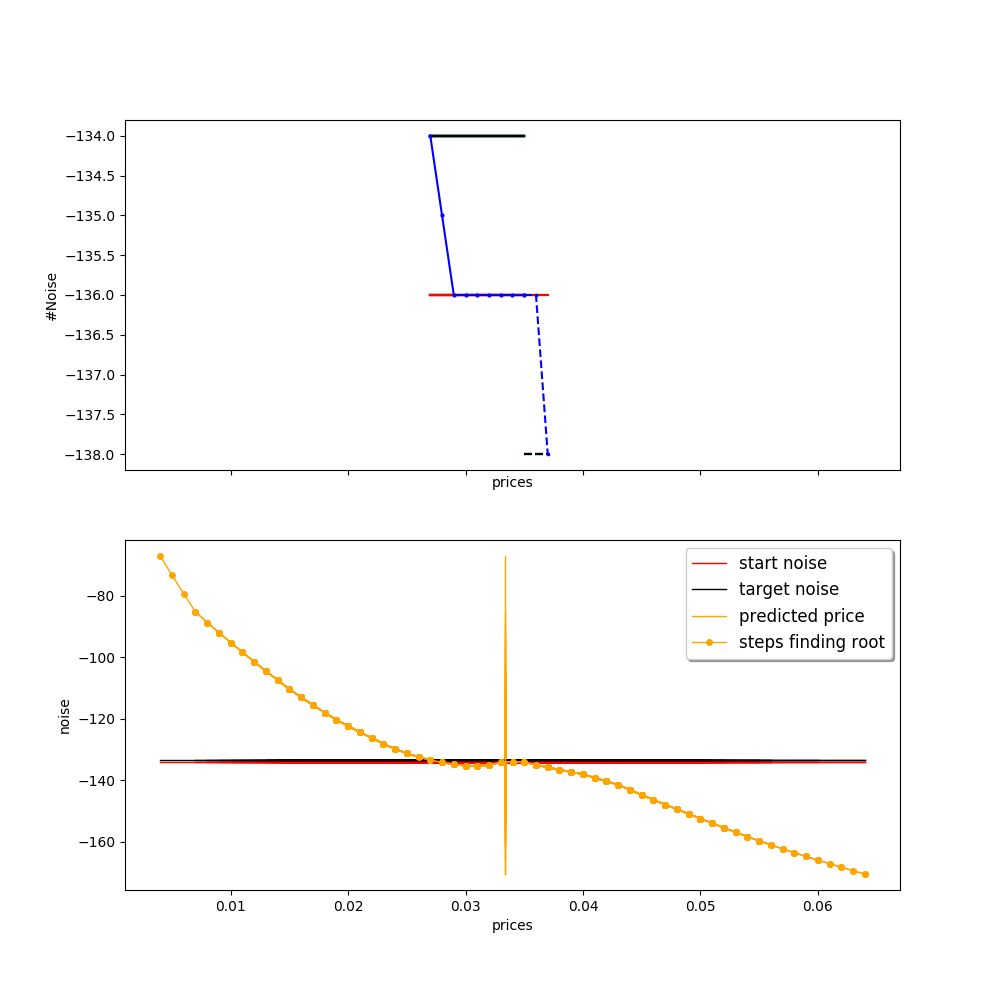 −134.0
−134.5
−135.0
−135.5
−136.0
−136.5
−137.0
−137.5
−138.0
#Noise
prices
start noise
target noise
predicted price
steps finding root
−80
−100
−120
−140
−160
noise
0.01 0.02 0.03 0.04 0.05 0.06
prices